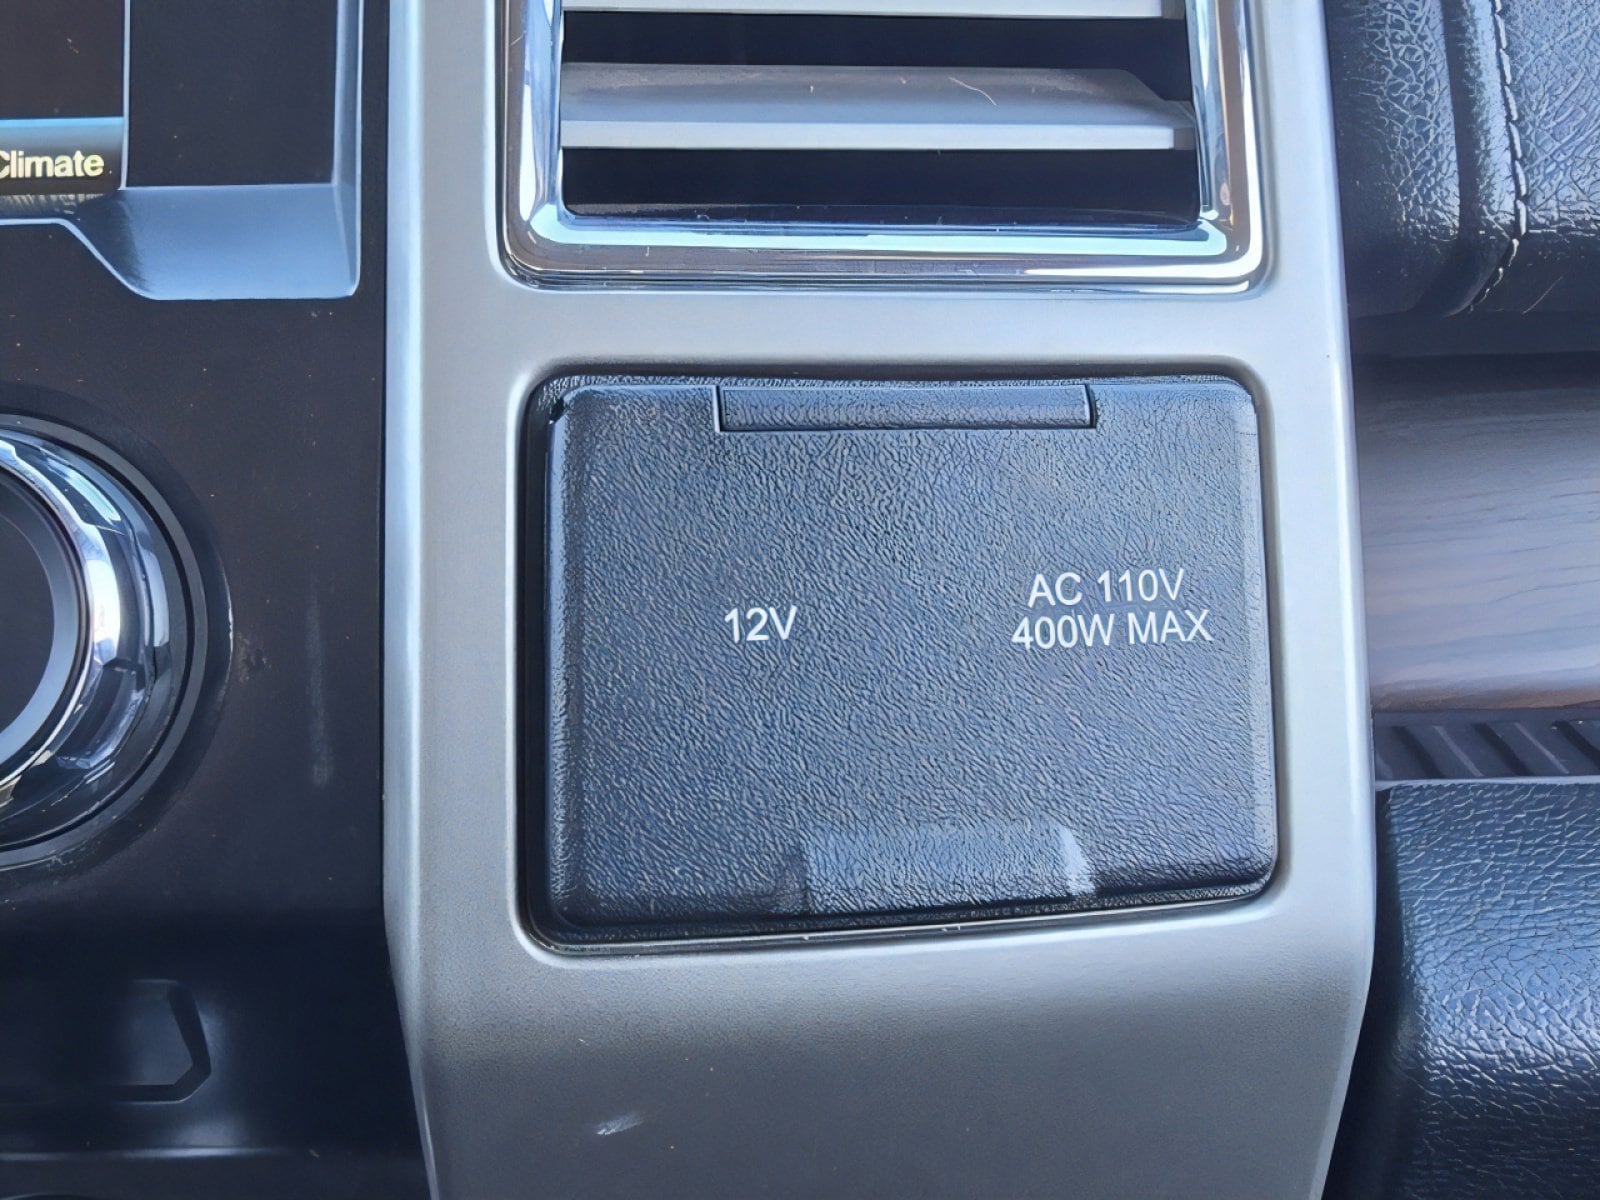 Climate
12V
AC 110V
400W MAX